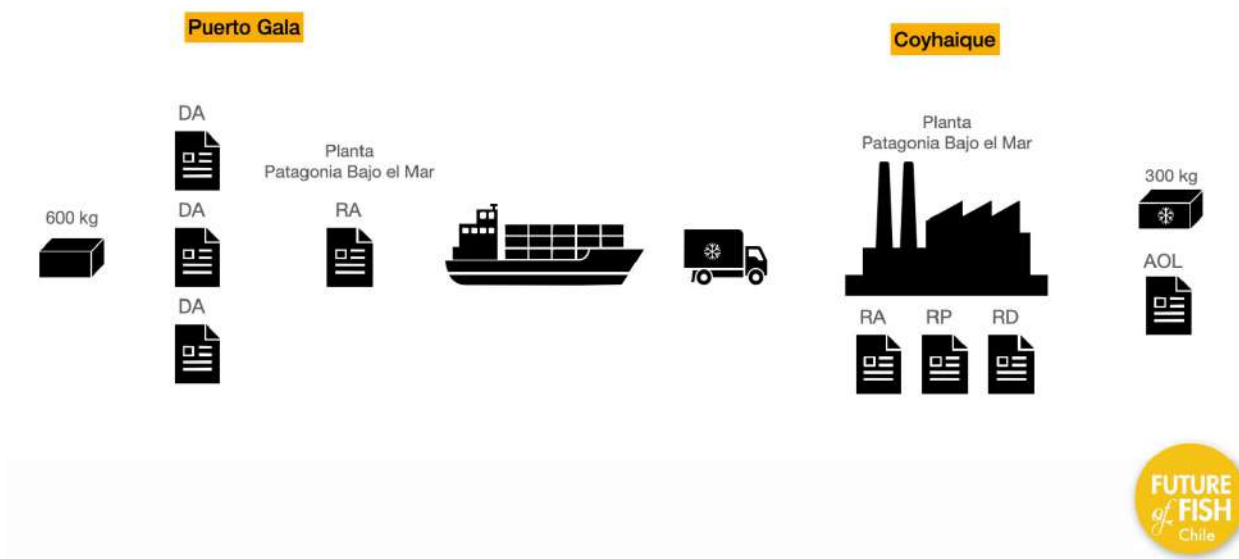 Puerto Gala
Coyhaique
DA
DA
DA
600 kg
Planta
Patagonia Bajo el Mar
RA
Planta
Patagonia Bajo el Mar
RA RP RD
300 kg
AOL
FUTURE
of FISH
Chile